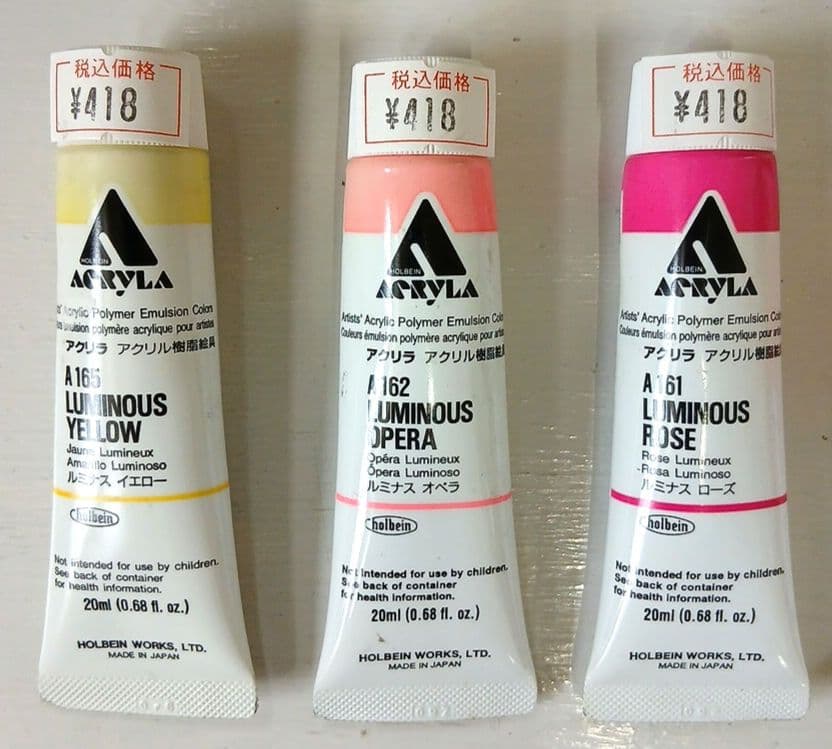 税込価格
¥418
HOLBEIN
ACRYLA
ts' Acrylic Polymer Emulsion Colors
urs émulsion polymère acrylique pour artistes
アクリラ アクリル樹脂絵具
A 165
LUMINOUS
YELLOW
Jaune Lumineux
Amarillo Luminoso
ルミナス イエロー
holbein
Not intended for use by children.
See back of container
for health information.
20ml (0.68 fl. oz.)
HOLBEIN WORKS, LTD.
MADE IN JAPAN
税込価格
¥418
HOLBEIN
ACRYLA
Artists' Acrylic Polymer Emulsion Colors
Couleurs émulsion polymère acrylique pour artistes
アクリラ アクリル樹脂絵具
A 162
LUMINOUS
OPERA
Opéra Lumineux
Ópera Luminoso
ルミナス オペラ
holbein
Not intended for use by children.
See back of container
for health information.
20ml (0.68 fl. oz.)
HOLBEIN WORKS, LTD.
MADE IN JAPAN
税込価格
¥418
HOLBEIN
ACRYLA
Artists' Acrylic Polymer Emulsion Co
Couleurs émulsion polymère acrylique pour artist
アクリラ アクリル樹脂絵具
A 161
LUMINOUS
ROSE
Rose Lumineux
Rosa Luminoso
ルミナス ローズ
holbein
Not intended for use by children.
See back of container
for health information.
20ml (0.68 fl. oz.)
HOLBEIN WORKS, LTD.
MADE IN JAPAN